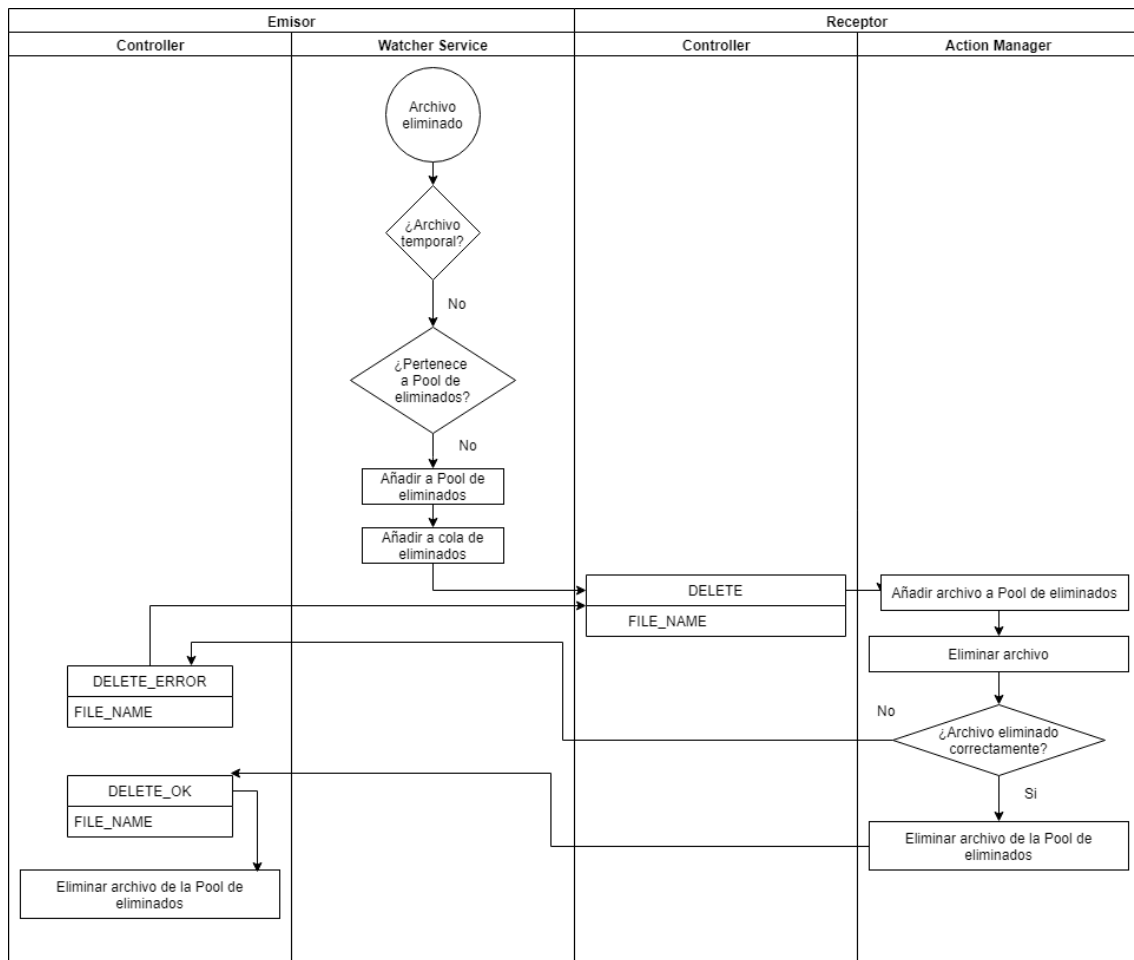 Emisor
Receptor
Controller
Watcher Service
Controller
Action Manager
Archivo
eliminado
¿Archivo
temporal?
No
¿Pertenece
a Pool de
eliminados?
No
Añadir a Pool de
eliminados
Añadir a cola de
eliminados
DELETE
FILE_NAME
Añadir archivo a Pool de eliminados
Eliminar archivo
DELETE_ERROR
FILE_NAME
No
¿Archivo eliminado
correctamente?
Si
DELETE_OK
FILE_NAME
Eliminar archivo de la Pool de
eliminados
Eliminar archivo de la Pool de
eliminados